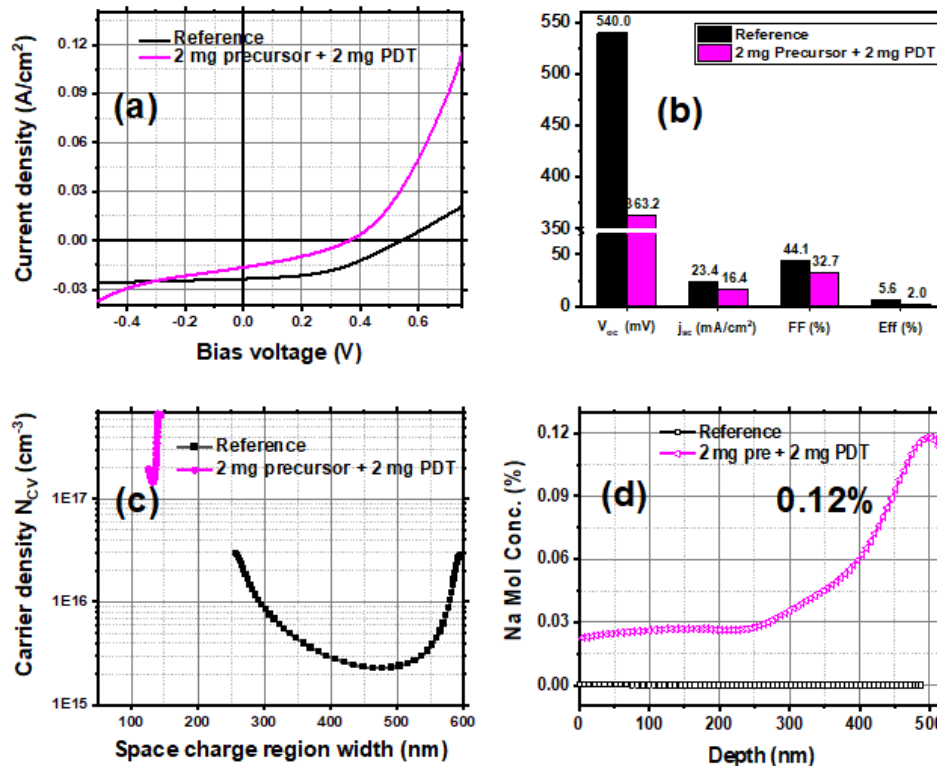 Reference
2 mg precursor + 2 mg PDT
(a)
Current density (A/cm²)
0.12
0.09
0.06
0.03
0.00
-0.03
-0.4 -0.2 0.0 0.2 0.4 0.6
Bias voltage (V)
540.0
Reference
2 mg Precursor + 2 mg PDT
(b)
550
500
450
400
350
50
0
363.2
23.4 16.4
44.1 32.7
5.6 2.0
V_oc (mV) j_sc (mA/cm²) FF (%) Eff (%)
Reference
2 mg precursor + 2 mg PDT
(c)
Carrier density N_CV (cm⁻³)
1E17
1E16
1E15
100 200 300 400 500 600
Space charge region width (nm)
Reference
2 mg pre + 2 mg PDT
(d)
0.12%
Na Mol Conc. (%)
0.12
0.09
0.06
0.03
0.00
0 100 200 300 400 500
Depth (nm)